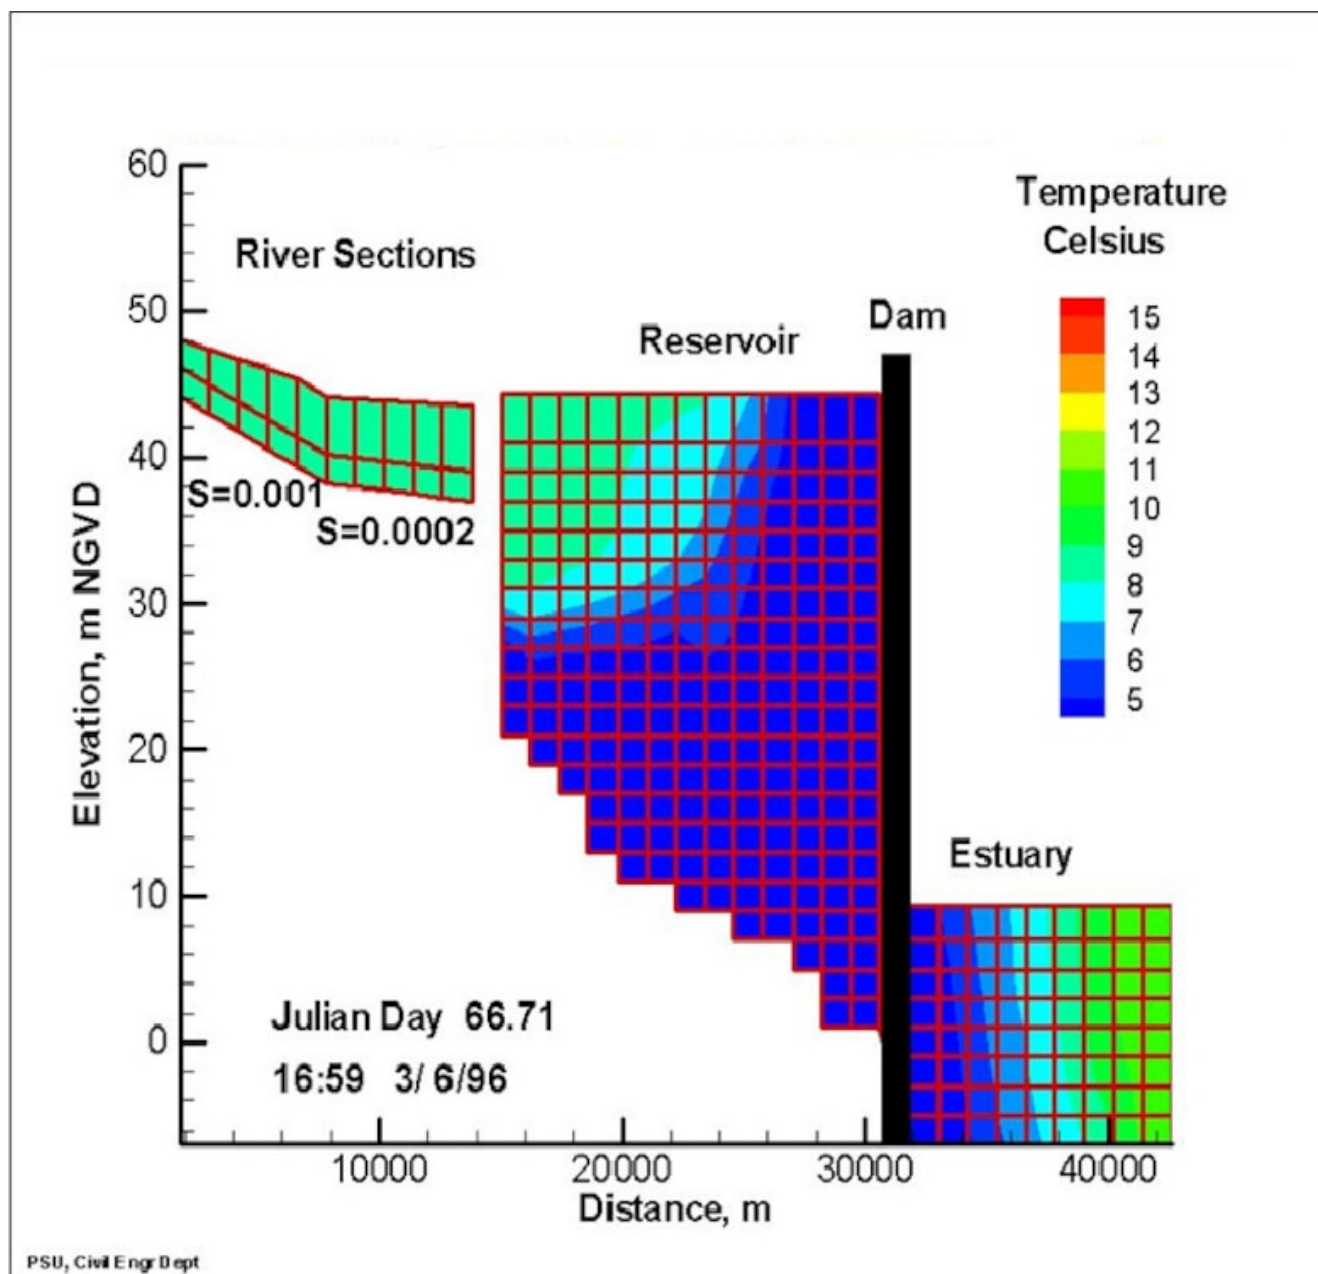 60
River Sections
50
Reservoir
Dam
Temperature
Celsius
15
14
13
12
11
10
9
8
7
6
5
40
S=0.001
S=0.0002
Elevation, m NGVD
30
20
10
Estuary
0
Julian Day 66.71
16:59 3/ 6/96
10000 20000 30000 40000
Distance, m
PSU, Civil Engr Dept